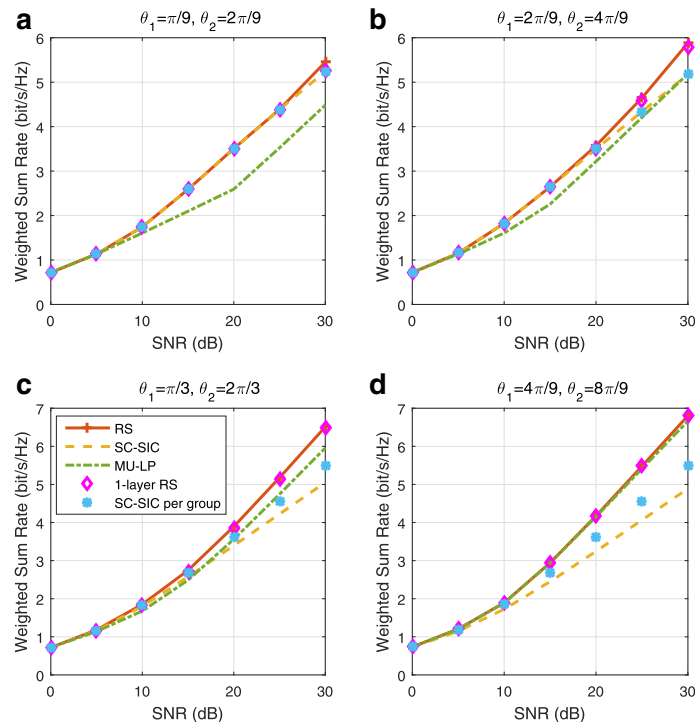 a
θ1=π/9, θ2=2π/9
6
5
4
3
2
1
0
Weighted Sum Rate (bit/s/Hz)
0 10 20 30
SNR (dB)
b
θ1=2π/9, θ2=4π/9
6
5
4
3
2
1
0
Weighted Sum Rate (bit/s/Hz)
0 10 20 30
SNR (dB)
c
θ1=π/3, θ2=2π/3
7
6
5
4
3
2
1
0
Weighted Sum Rate (bit/s/Hz)
RS
SC-SIC
MU-LP
1-layer RS
SC-SIC per group
0 10 20 30
SNR (dB)
d
θ1=4π/9, θ2=8π/9
7
6
5
4
3
2
1
0
Weighted Sum Rate (bit/s/Hz)
0 10 20 30
SNR (dB)